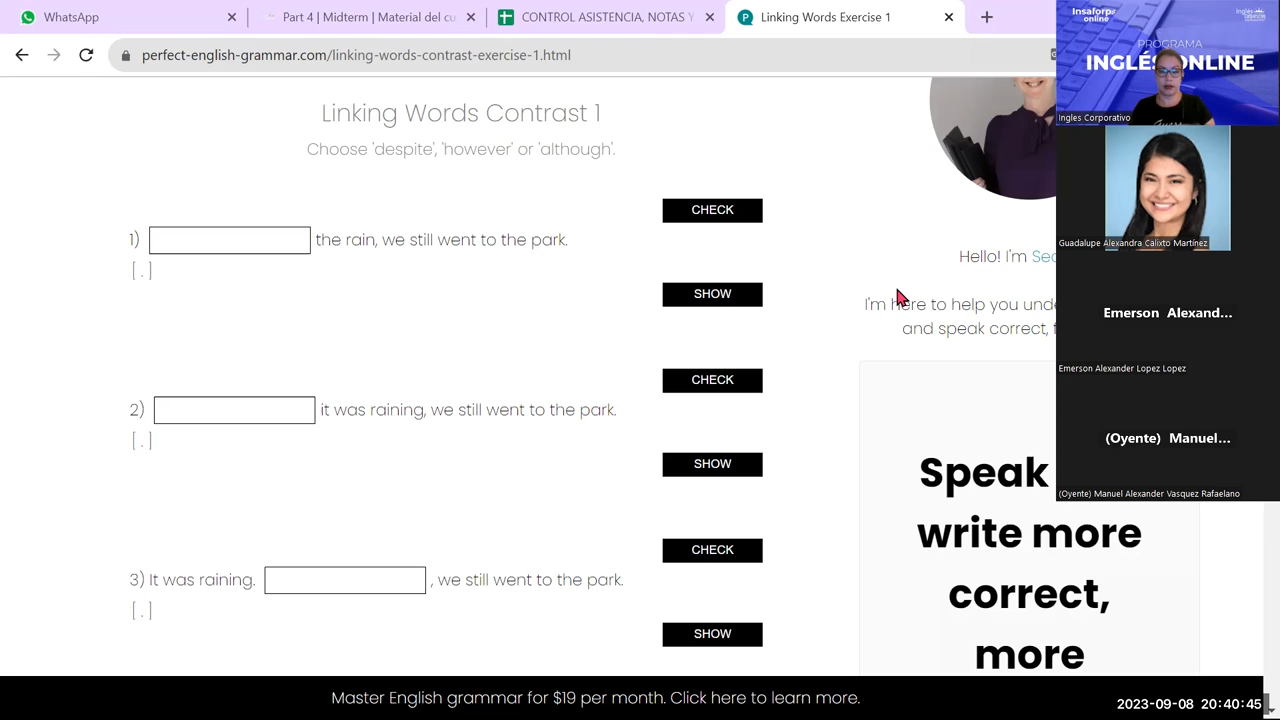 WhatsApp
Part 4 | Midterm
CONTROL ASISTENCIA NOTAS Y
Linking Words Exercise 1
perfect-english-grammar.com/linking-words-contrast-exercise-1.html
Linking Words Contrast 1
Choose 'despite', 'however' or 'although'.
CHECK
1) the rain, we still went to the park.
[ . ]
SHOW
CHECK
2) it was raining, we still went to the park.
[ . ]
SHOW
CHECK
3) It was raining. , we still went to the park.
[ . ]
SHOW
Hello! I'm
I'm here to help you
and speak correct,
Speak
write more
correct,
more
Master English grammar for $19 per month. Click here to learn more.
Insaforp
online
PROGRAMA
INGLÉS ONLINE
Ingles Corporativo
Guadalupe Alexandra Calixto Martínez
Emerson Alexand...
Emerson Alexander Lopez Lopez
(Oyente) Manuel...
(Oyente) Manuel Alexander Vasquez Rafaelano
2023-09-08 20:40:45